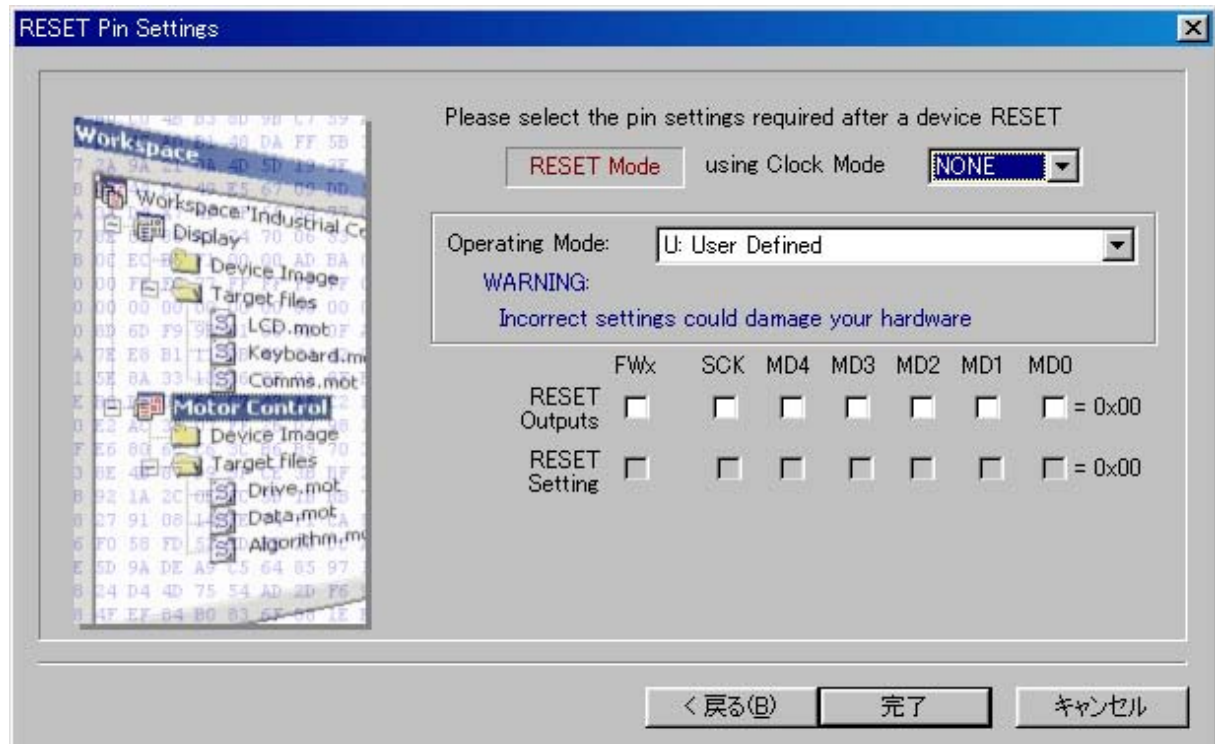 RESET Pin Settings
Please select the pin settings required after a device RESET
RESET Mode using Clock Mode NONE
Operating Mode: U: User Defined
WARNING:
Incorrect settings could damage your hardware
FWx SCK MD4 MD3 MD2 MD1 MD0
RESET
Outputs
= 0x00
RESET
Setting
= 0x00
Workspace
Workspace 'Industrial Co
Display
Device Image
Target files
LCD.mot
Keyboard.m
Comms.mot
Motor Control
Device Image
Target files
Drive.mot
Data.mot
Algorithm.mo
< 戻る(B)
完了
キャンセル